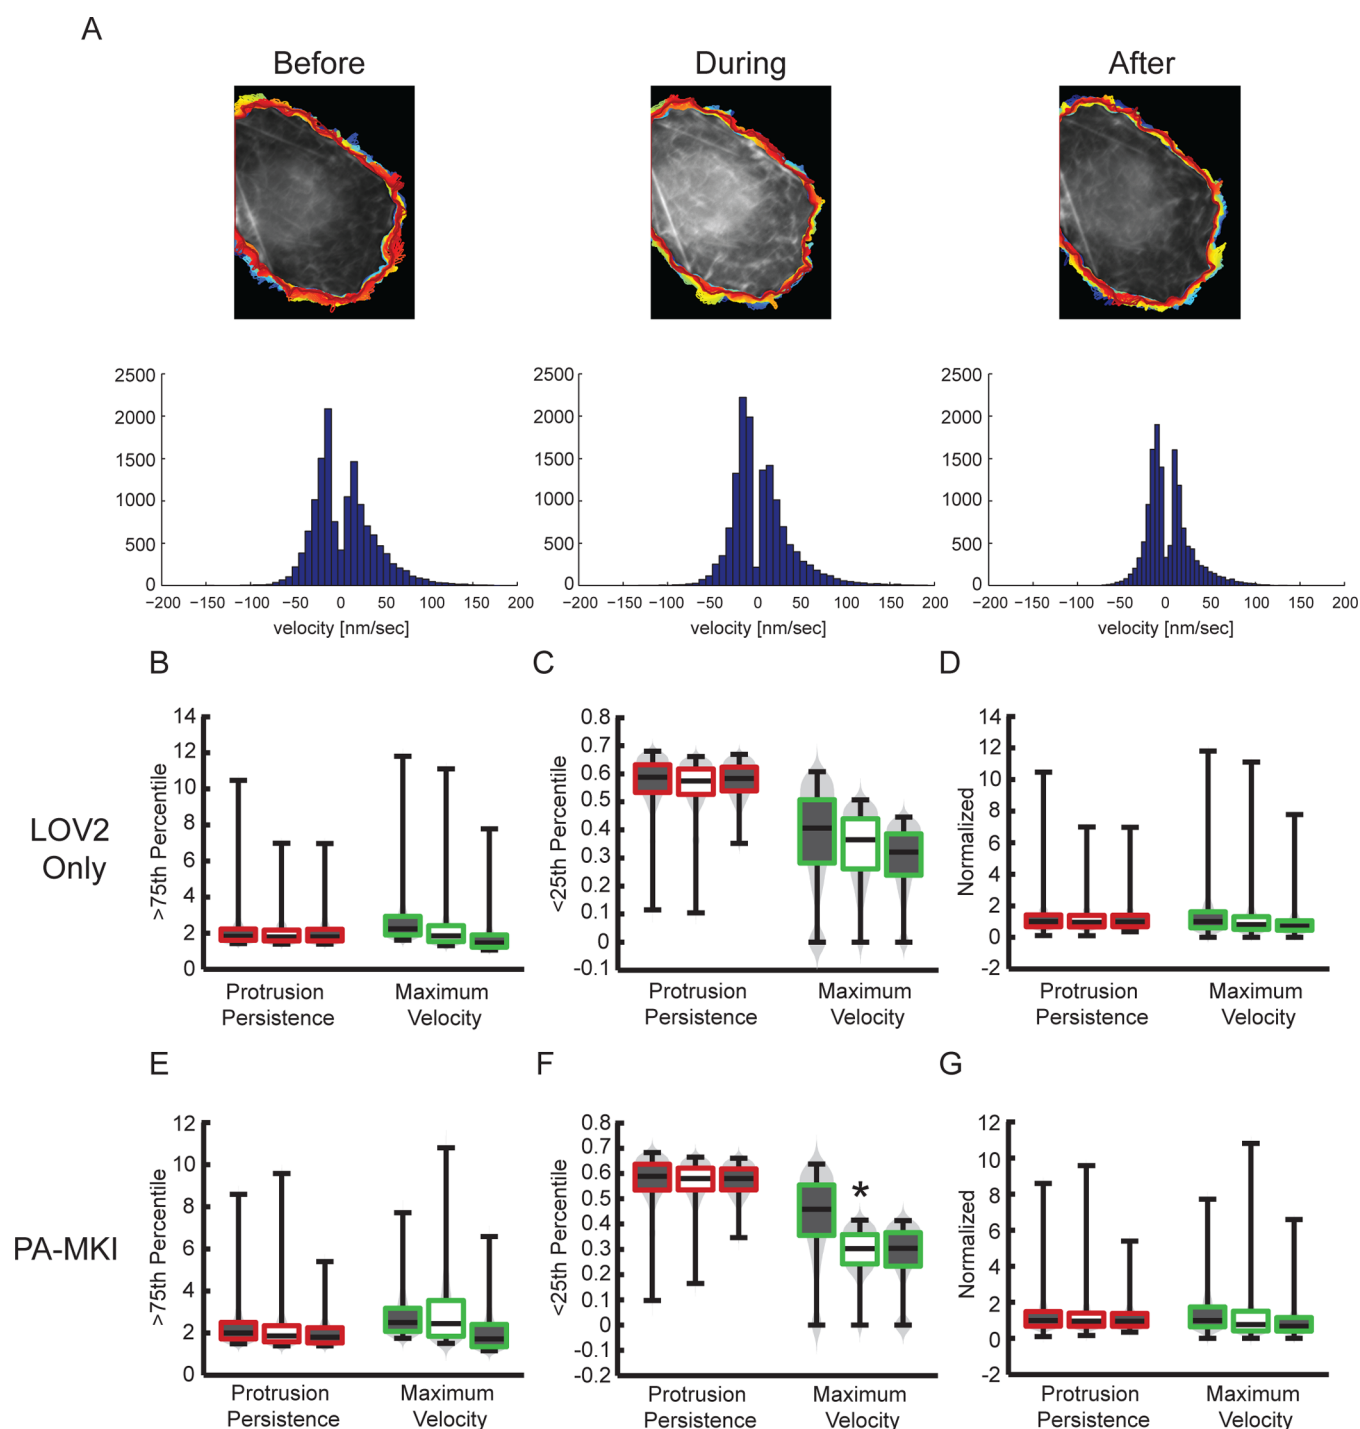 A
Before
During
After
2500
2000
1500
1000
500
0
−200
−150
−100
−50
0
50
100
150
200
velocity [nm/sec]
2500
2000
1500
1000
500
0
−200
−150
−100
−50
0
50
100
150
200
velocity [nm/sec]
2500
2000
1500
1000
500
0
−200
−150
−100
−50
0
50
100
150
200
velocity [nm/sec]
LOV2
Only
B
>75th Percentile
14
12
10
8
6
4
2
0
Protrusion
Persistence
Maximum
Velocity
C
<25th Percentile
0.8
0.7
0.6
0.5
0.4
0.3
0.2
0.1
0
-0.1
Protrusion
Persistence
Maximum
Velocity
D
Normalized
14
12
10
8
6
4
2
0
-2
Protrusion
Persistence
Maximum
Velocity
PA-MKI
E
>75th Percentile
12
10
8
6
4
2
0
Protrusion
Persistence
Maximum
Velocity
F
<25th Percentile
0.8
0.7
0.6
0.5
0.4
0.3
0.2
0.1
0
-0.1
-0.2
*
Protrusion
Persistence
Maximum
Velocity
G
Normalized
12
10
8
6
4
2
0
-2
Protrusion
Persistence
Maximum
Velocity